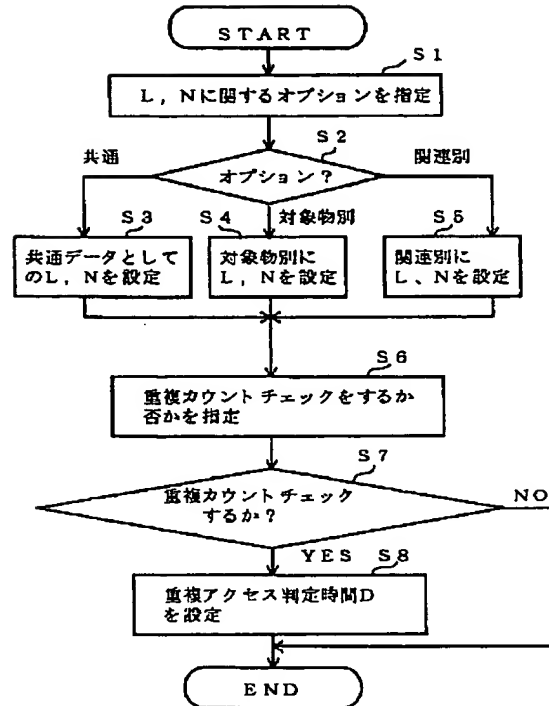 START
S1
L，Nに関するオプションを指定
S2
共通
オプション？
関連別
S3
S4
対象物別
S5
共通データとして
のL，Nを設定
対象物別に
L，Nを設定
関連別に
L、Nを設定
S6
重複カウントチェックをするか
否かを指定
S7
重複カウントチェック
するか？
NO
YES
S8
重複アクセス判定時間D
を設定
END